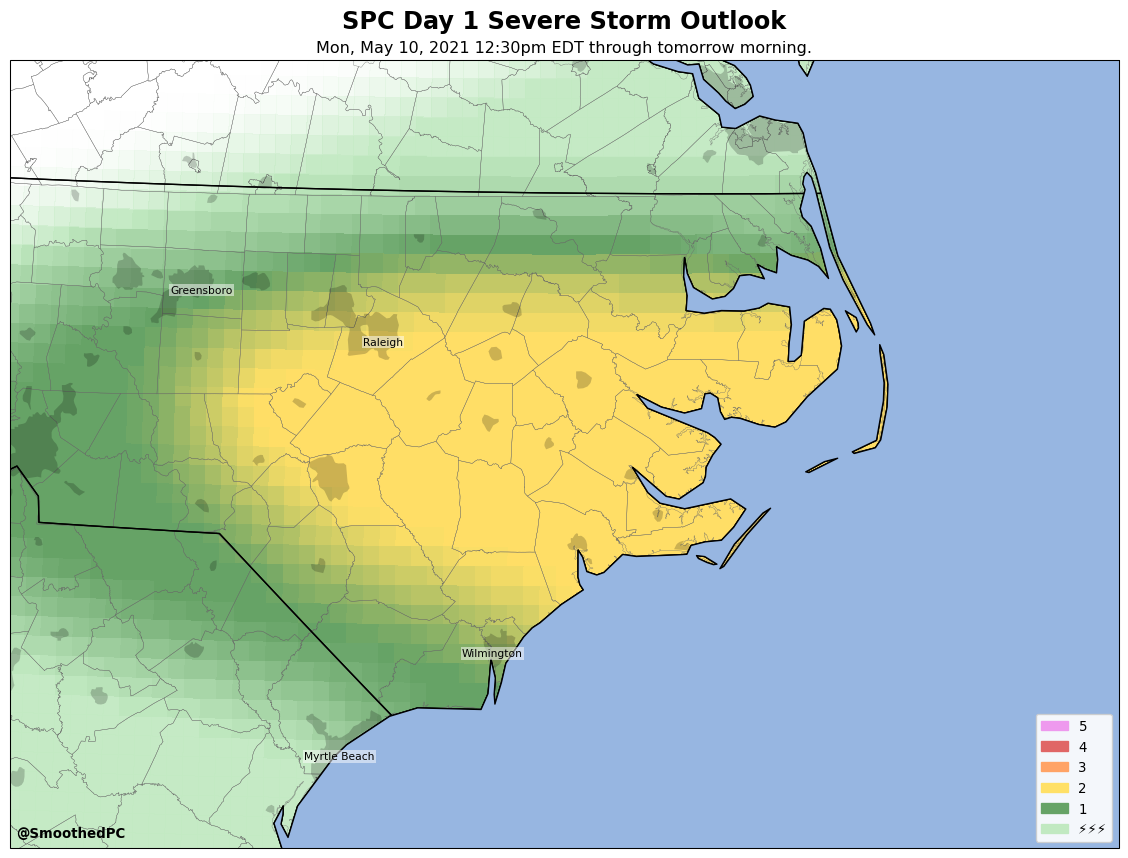 SPC Day 1 Severe Storm Outlook
Mon, May 10, 2021 12:30pm EDT through tomorrow morning.
Greensboro
Raleigh
Wilmington
Myrtle Beach
5
4
3
2
1
⚡⚡⚡
@SmoothedPC